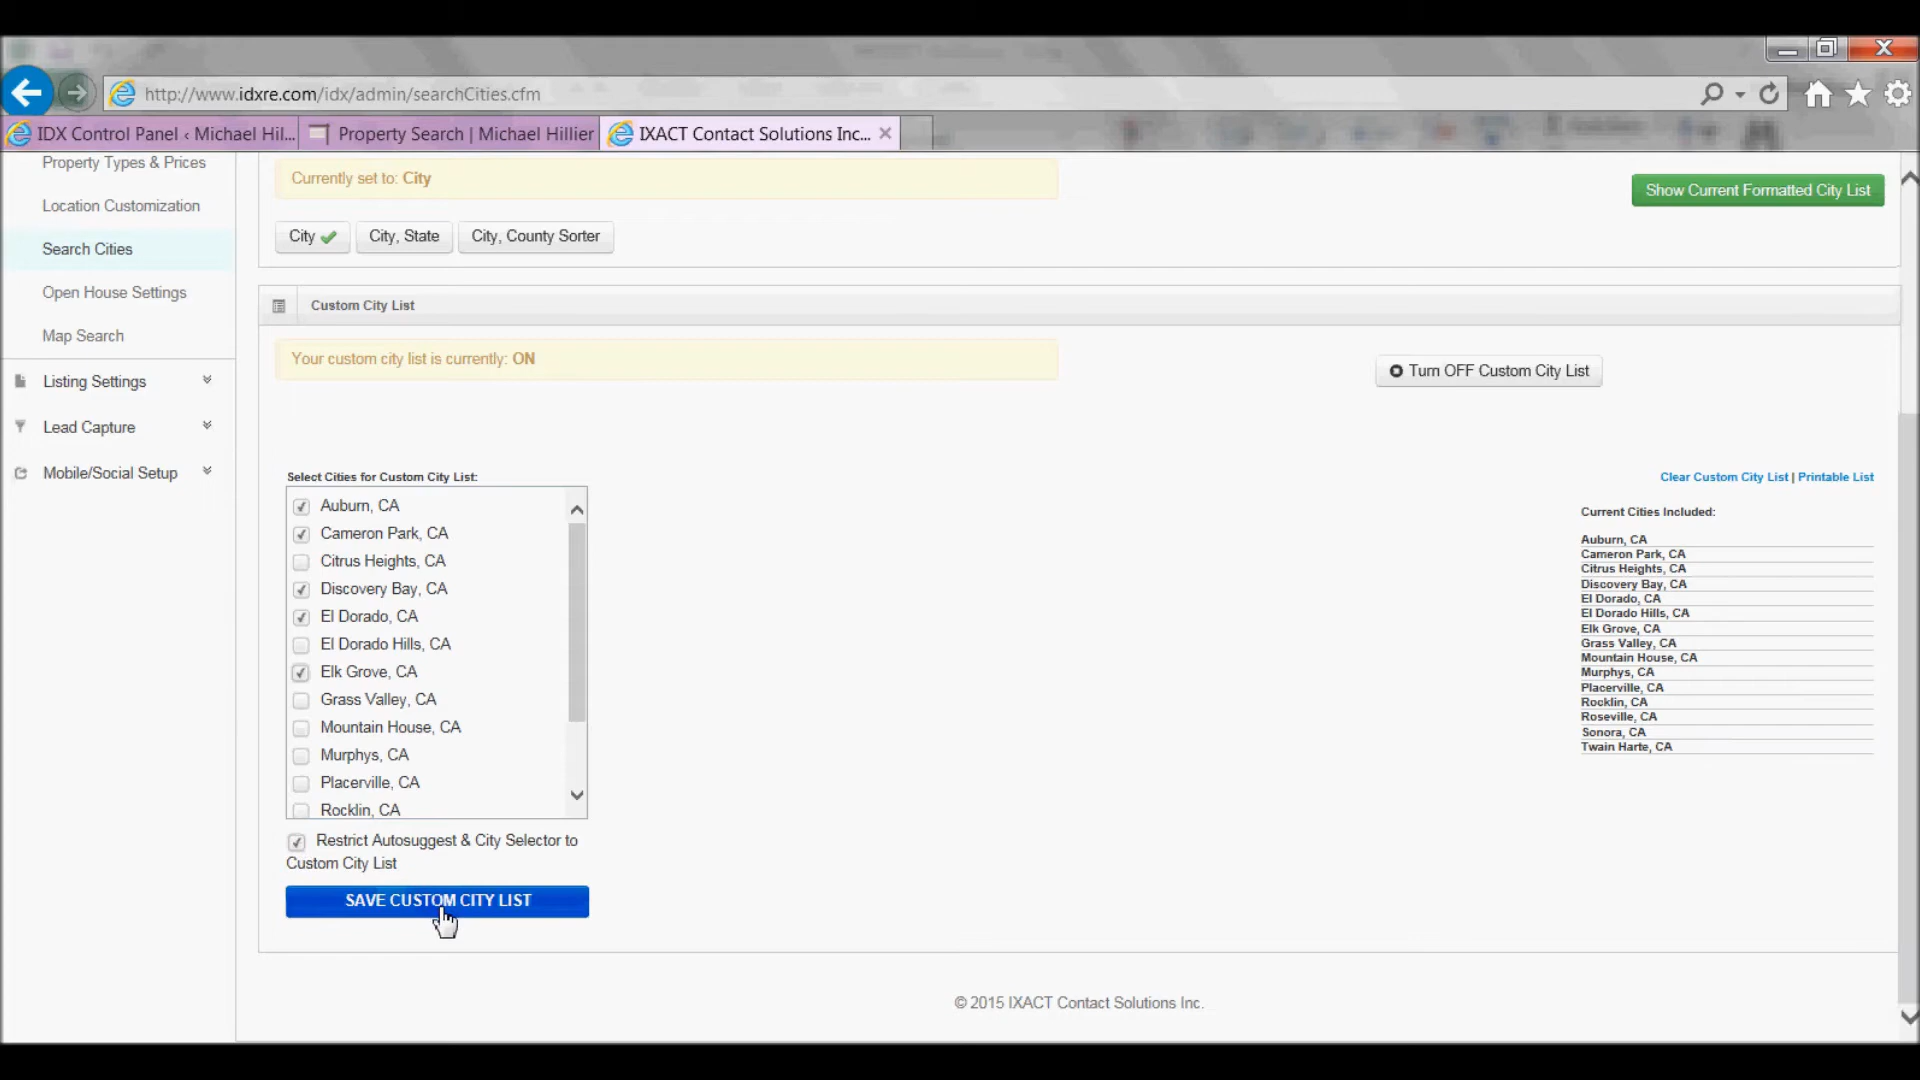 http://www.idxre.com/idx/admin/searchCities.cfm
IDX Control Panel ‹ Michael Hil...
Property Search | Michael Hillier
IXACT Contact Solutions Inc...
Property Types & Prices
Location Customization
Search Cities
Open House Settings
Map Search
Listing Settings
Lead Capture
Mobile/Social Setup
Currently set to: City
Show Current Formatted City List
City
City, State
City, County Sorter
Custom City List
Your custom city list is currently: ON
Turn OFF Custom City List
Select Cities for Custom City List:
Auburn, CA
Cameron Park, CA
Citrus Heights, CA
Discovery Bay, CA
El Dorado, CA
El Dorado Hills, CA
Elk Grove, CA
Grass Valley, CA
Mountain House, CA
Murphys, CA
Placerville, CA
Rocklin, CA
Restrict Autosuggest & City Selector to
Custom City List
SAVE CUSTOM CITY LIST
Clear Custom City List | Printable List
Current Cities Included:
Auburn, CA
Cameron Park, CA
Citrus Heights, CA
Discovery Bay, CA
El Dorado, CA
El Dorado Hills, CA
Elk Grove, CA
Grass Valley, CA
Mountain House, CA
Murphys, CA
Placerville, CA
Rocklin, CA
Roseville, CA
Sonora, CA
Twain Harte, CA
© 2015 IXACT Contact Solutions Inc.